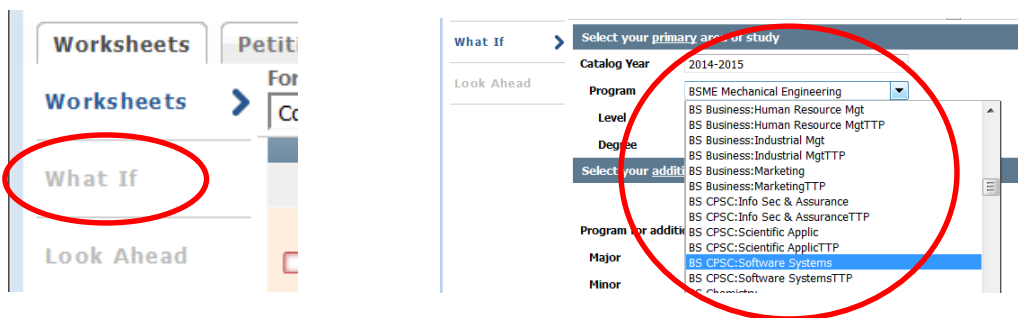 Worksheets
Petiti
Worksheets
For
Co
What If
Look Ahead
What If
Select your primary area of study
Look Ahead
Catalog Year 2014-2015
Program BSME Mechanical Engineering
Level
Degree
BS Business:Human Resource Mgt
BS Business:Human Resource MgtTTP
BS Business:Industrial Mgt
BS Business:Industrial MgtTTP
BS Business:Marketing
BS Business:MarketingTTP
BS CPSC:Info Sec & Assurance
BS CPSC:Info Sec & AssuranceTTP
BS CPSC:Scientific Applic
BS CPSC:Scientific ApplicTTP
BS CPSC:Software Systems
BS CPSC:Software SystemsTTP
BS Chemistry
Select your additi
Program for additi
Major
Minor